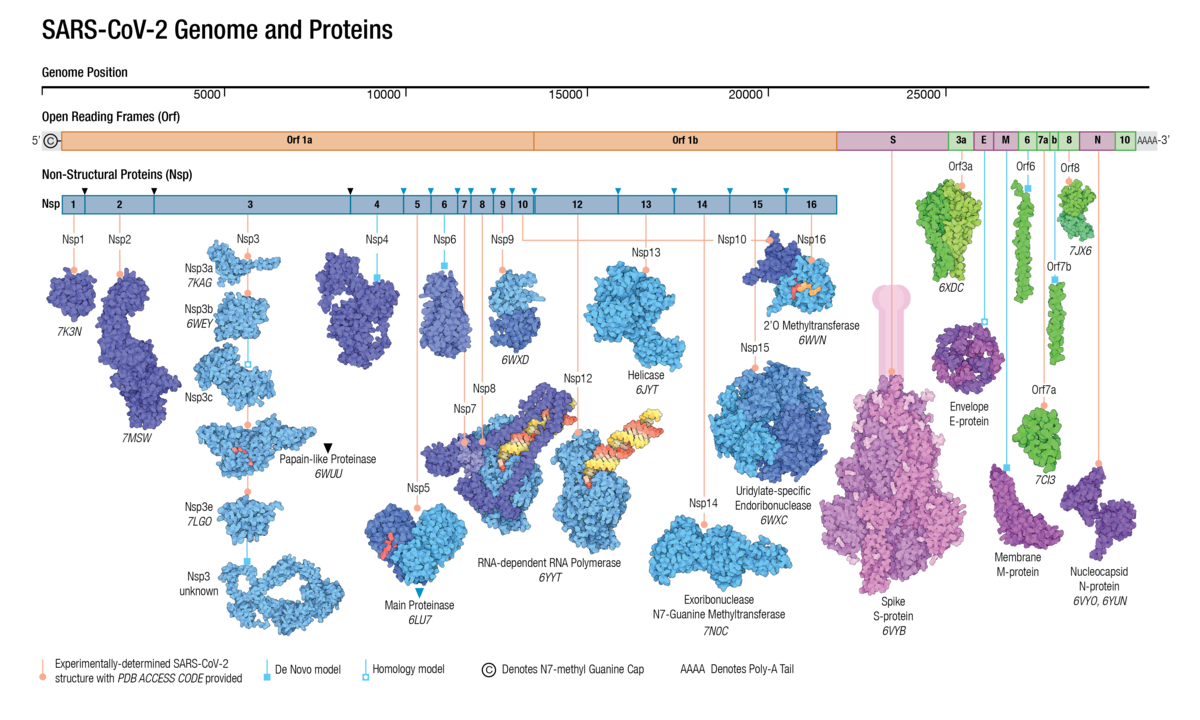 SARS-CoV-2 Genome and Proteins
Genome Position
5000 10000 15000 20000 25000
Open Reading Frames (Orf)
5' C Orf 1a Orf 1b S 3a E M 6 7a b 8 N 10 AAAA-3'
Non-Structural Proteins (Nsp)
Nsp 1 2 3 4 5 6 7 8 9 10 12 13 14 15 16
Orf3a
Orf6
Orf8
Nsp1
Nsp2
Nsp3
Nsp4
Nsp6
Nsp9
Nsp10
Nsp16
Nsp13
7JX6
Nsp3a
7KAG
Orf7b
6XDC
Nsp3b
6WEY
7K3N
2'O Methyltransferase
6WVN
6WXD
Nsp15
Helicase
6JYT
Nsp12
Nsp8
Orf7a
Nsp3c
Envelope
E-protein
Nsp7
7MSW
Papain-like Proteinase
6WUU
7CI3
Nsp5
Uridylate-specific
Endoribonuclease
6WXC
Nsp14
Nsp3e
7LGO
RNA-dependent RNA Polymerase
6YYT
Membrane
M-protein
Nsp3
unknown
Nucleocapsid
N-protein
6VYO, 6YUN
Main Proteinase
6LU7
Exoribonuclease
N7-Guanine Methyltransferase
7N0C
Spike
S-protein
6VYB
Experimentally-determined SARS-CoV-2
structure with PDB ACCESS CODE provided
De Novo model
Homology model
C Denotes N7-methyl Guanine Cap
AAAA Denotes Poly-A Tail